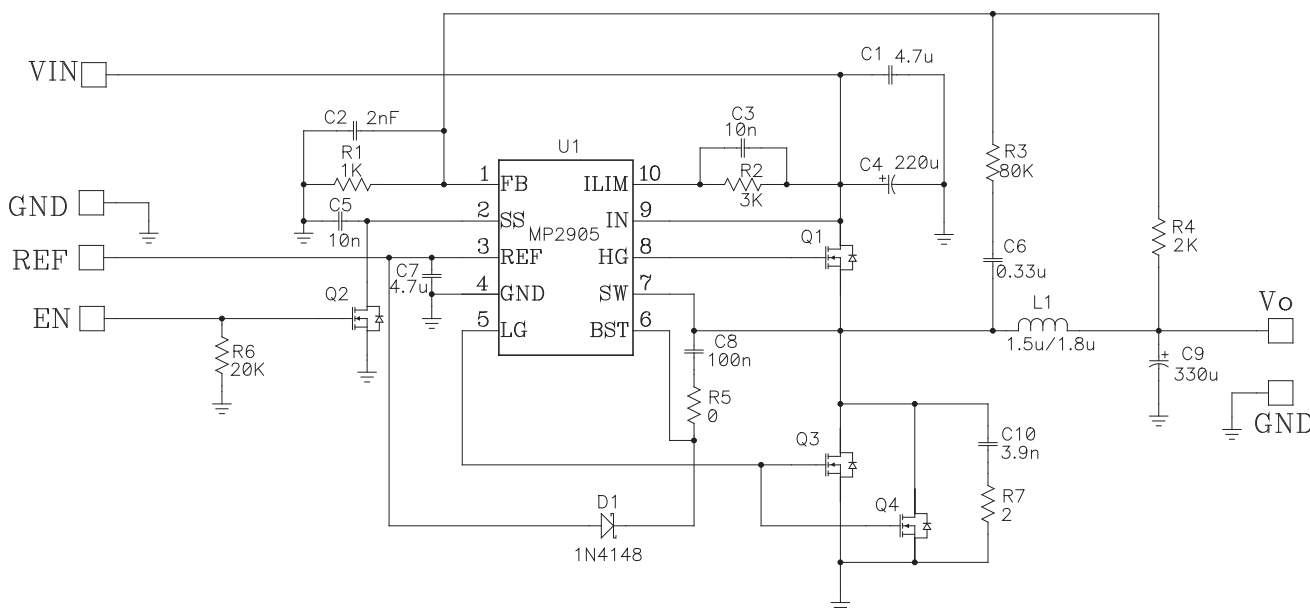 C1
4.7u
VIN
C2
2nF
C3
10n
U1
R1
1K
R2
3K
C4
220u
R3
80K
1
FB
ILIM
10
GND
C5
10n
2
SS
IN
9
MP2905
R4
2K
REF
3
REF
HG
8
Q1
C6
0.33u
C7
4.7u
4
GND
SW
7
EN
Q2
L1
1.5u/1.8u
Vo
5
LG
BST
6
C8
100n
R6
20K
C9
330u
R5
0
GND
Q3
C10
3.9n
D1
1N4148
Q4
R7
2